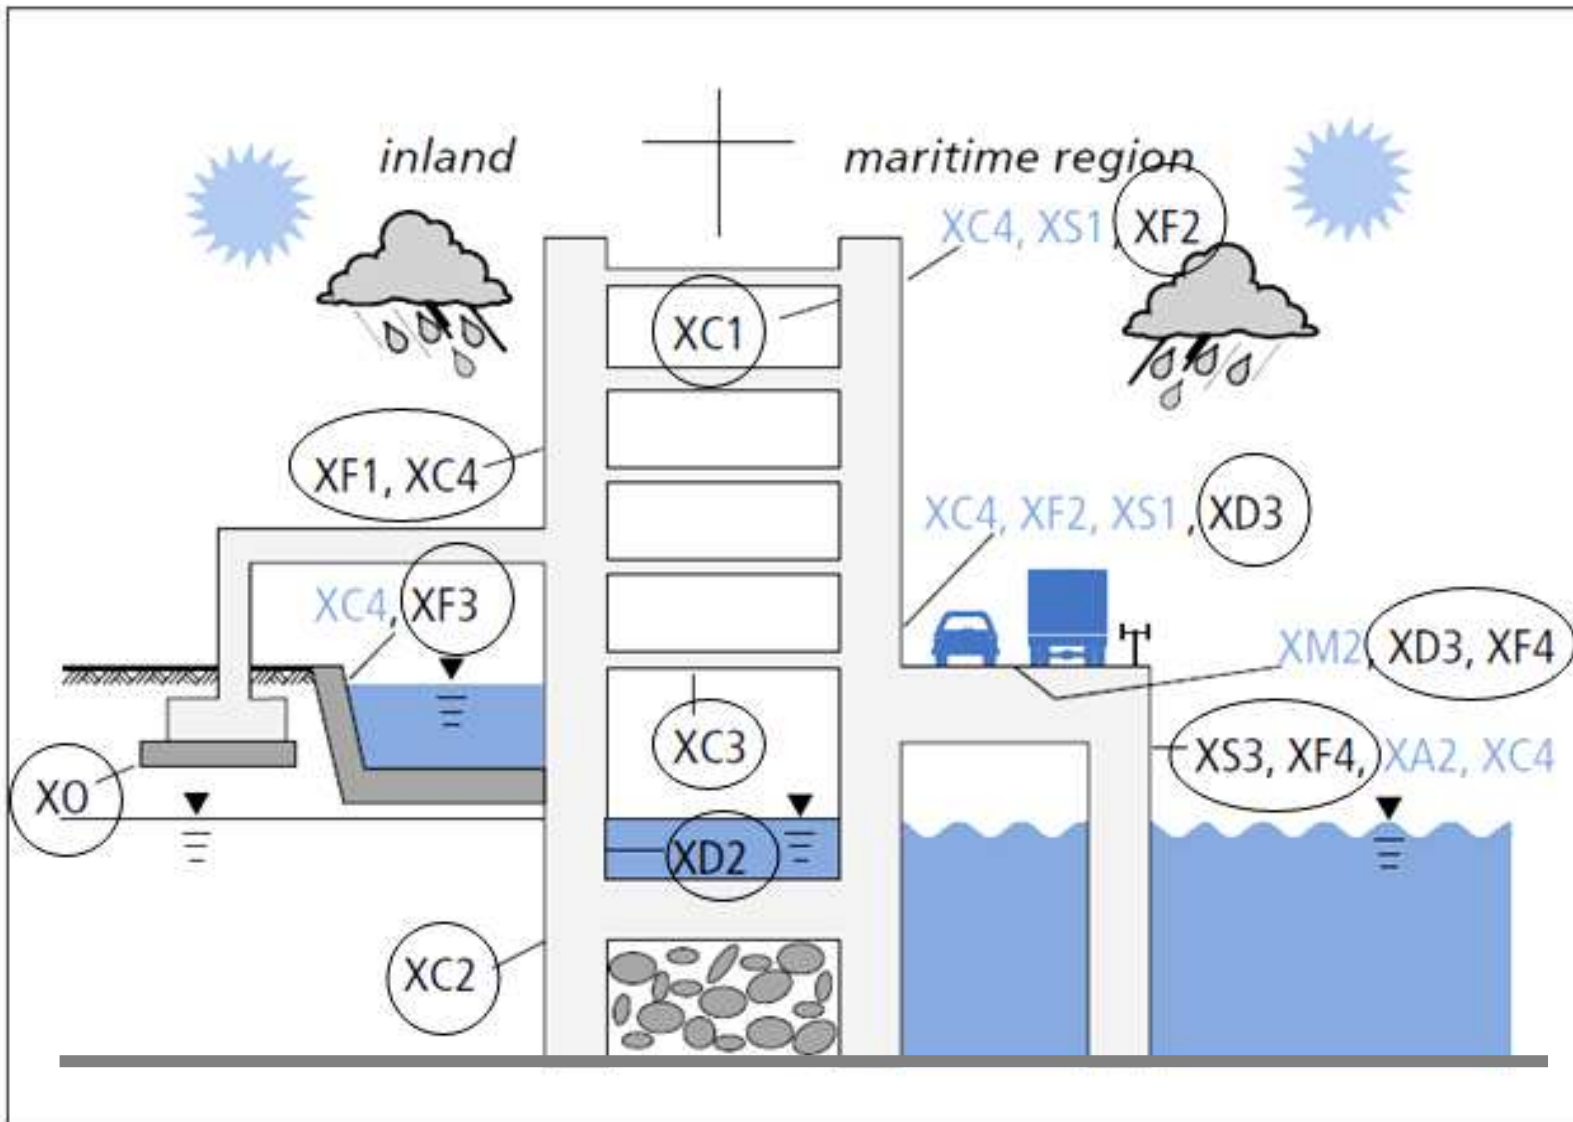 inland
maritime region
XC4, XS1, XF2
XC1
XF1, XC4
XC4, XF2, XS1, XD3
XC4, XF3
XM2, XD3, XF4
XC3
XS3, XF4, XA2, XC4
XO
XD2
XC2